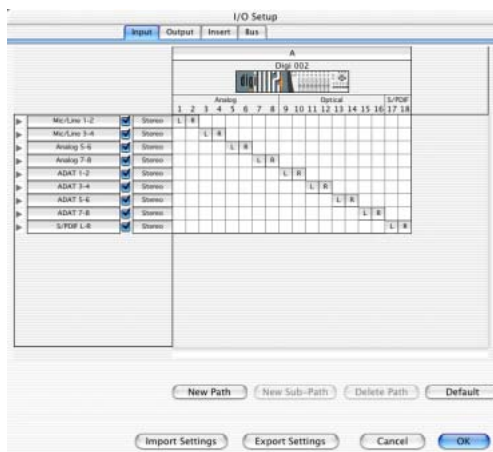 I/O Setup
Input Output Insert Bus
A
Digi 002
digi
Analog Optical S/PDIF
1 2 3 4 5 6 7 8 9 10 11 12 13 14 15 16 17 18
Mic/Line 1-2 Stereo L R
Mic/Line 3-4 Stereo L R
Analog 5-6 Stereo L R
Analog 7-8 Stereo L R
ADAT 1-2 Stereo L R
ADAT 3-4 Stereo L R
ADAT 5-6 Stereo L R
ADAT 7-8 Stereo L R
S/PDIF L-R Stereo L R
New Path New Sub-Path Delete Path Default
Import Settings Export Settings Cancel OK